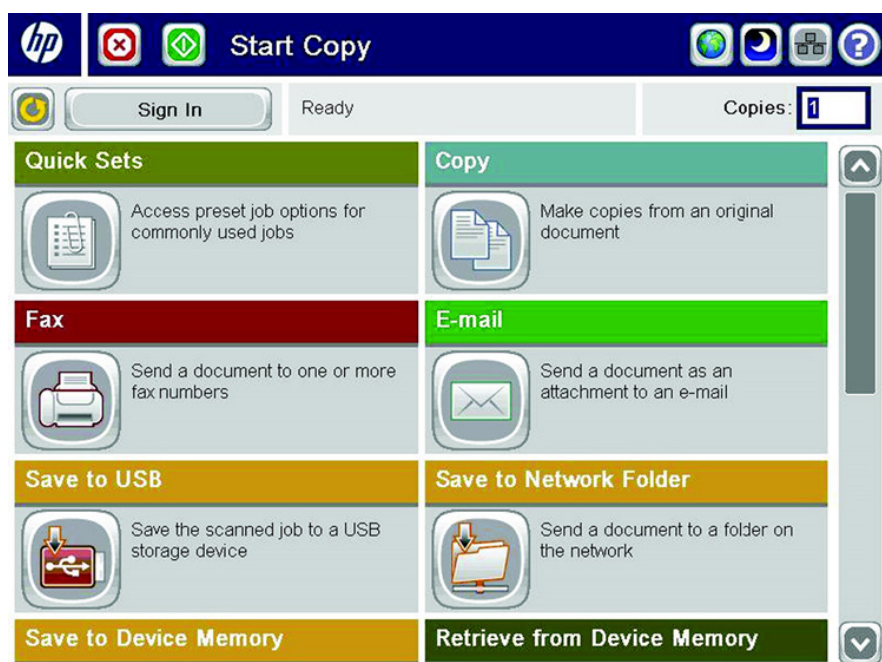 hp
Start Copy
?
Sign In
Ready
Copies: 1
Quick Sets
Access preset job options for
commonly used jobs
Copy
Make copies from an original
document
Fax
Send a document to one or more
fax numbers
E-mail
Send a document as an
attachment to an e-mail
Save to USB
Save the scanned job to a USB
storage device
Save to Network Folder
Send a document to a folder on
the network
Save to Device Memory
Retrieve from Device Memory